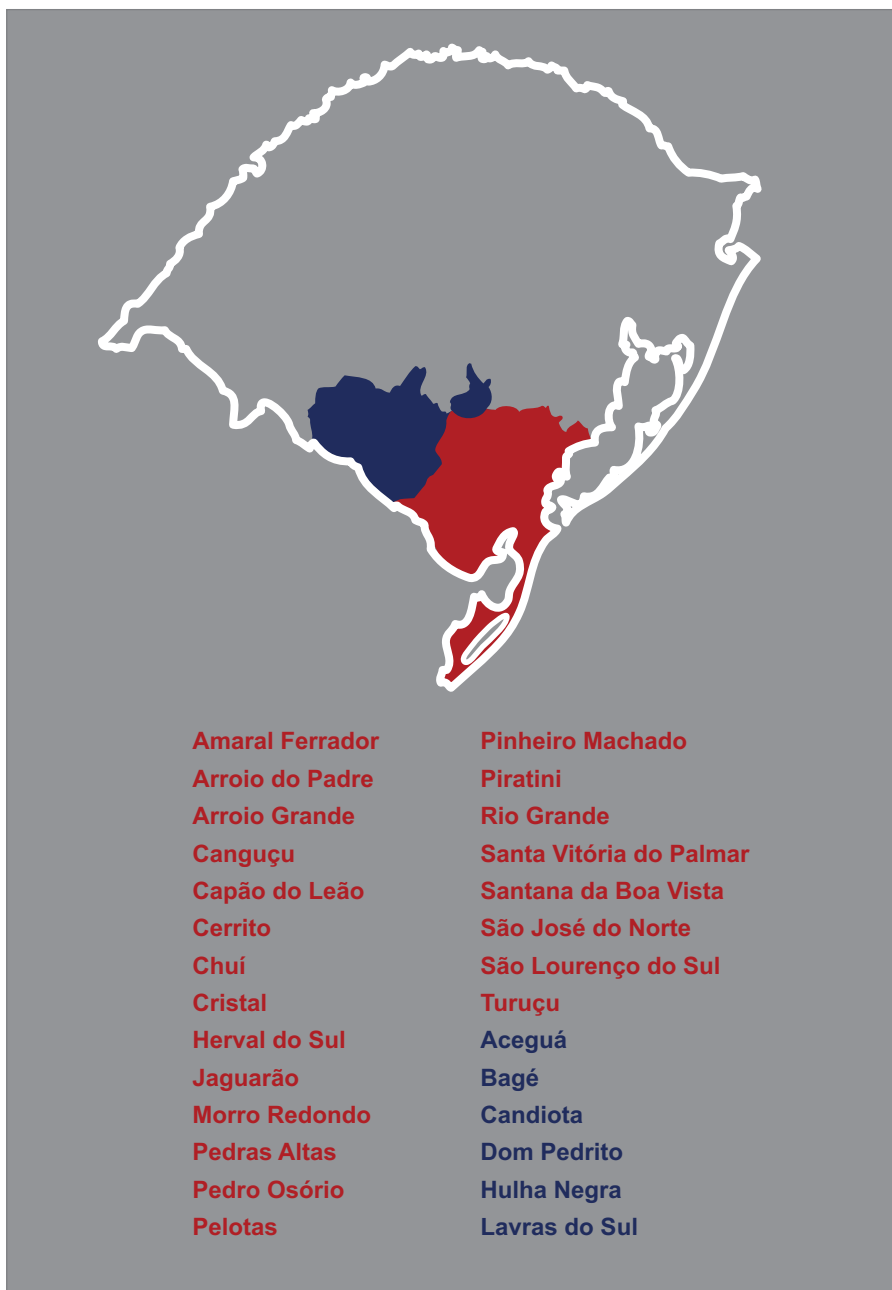 Amaral Ferrador
Arroio do Padre
Arroio Grande
Canguçu
Capão do Leão
Cerrito
Chuí
Cristal
Herval do Sul
Jaguarão
Morro Redondo
Pedras Altas
Pedro Osório
Pelotas
Pinheiro Machado
Piratini
Rio Grande
Santa Vitória do Palmar
Santana da Boa Vista
São José do Norte
São Lourenço do Sul
Turuçu
Aceguá
Bagé
Candiota
Dom Pedrito
Hulha Negra
Lavras do Sul